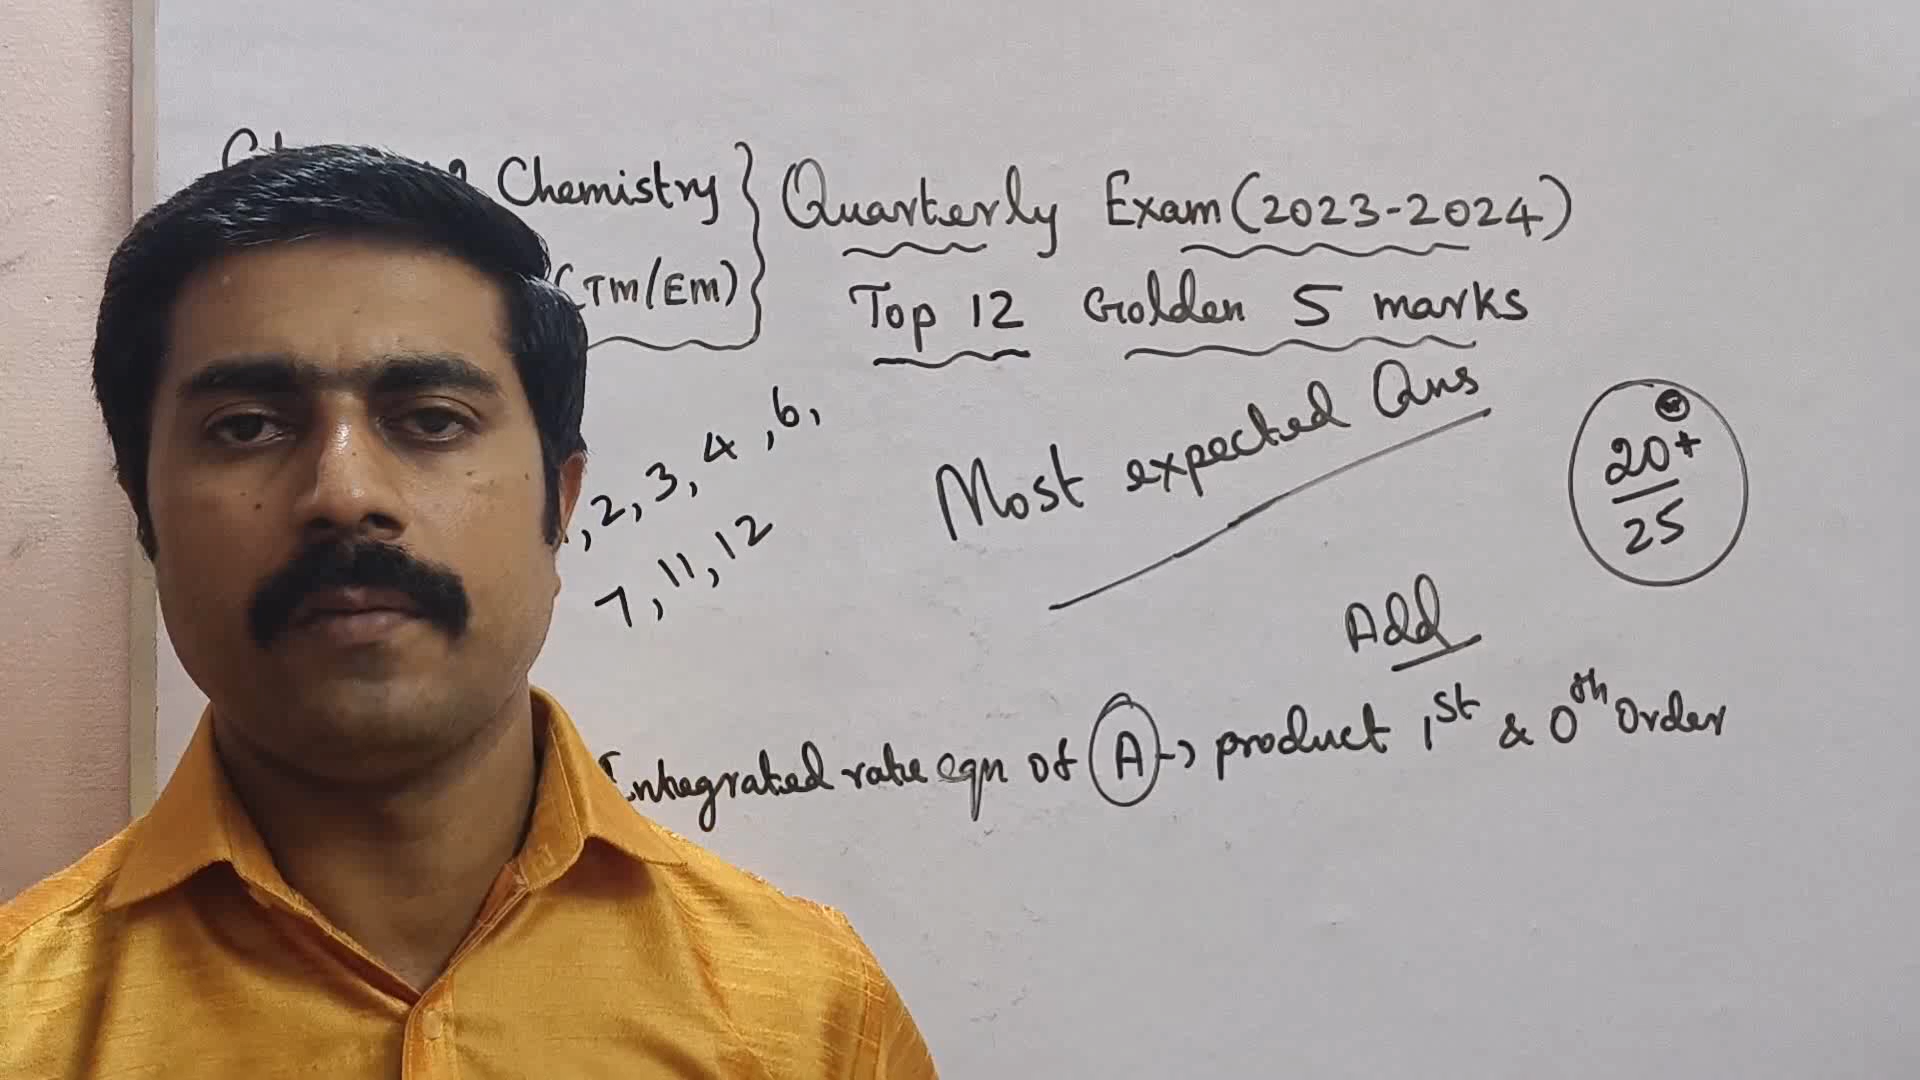 Chemistry } Quarterly Exam (2023-2024)
(TM/EM) Top 12 Golden 5 marks
, 2, 3, 4, 6,
7, 11, 12
Most expected Qns
20+
25
Add
Integrated rate eqn of A → product 1st & 0th Order